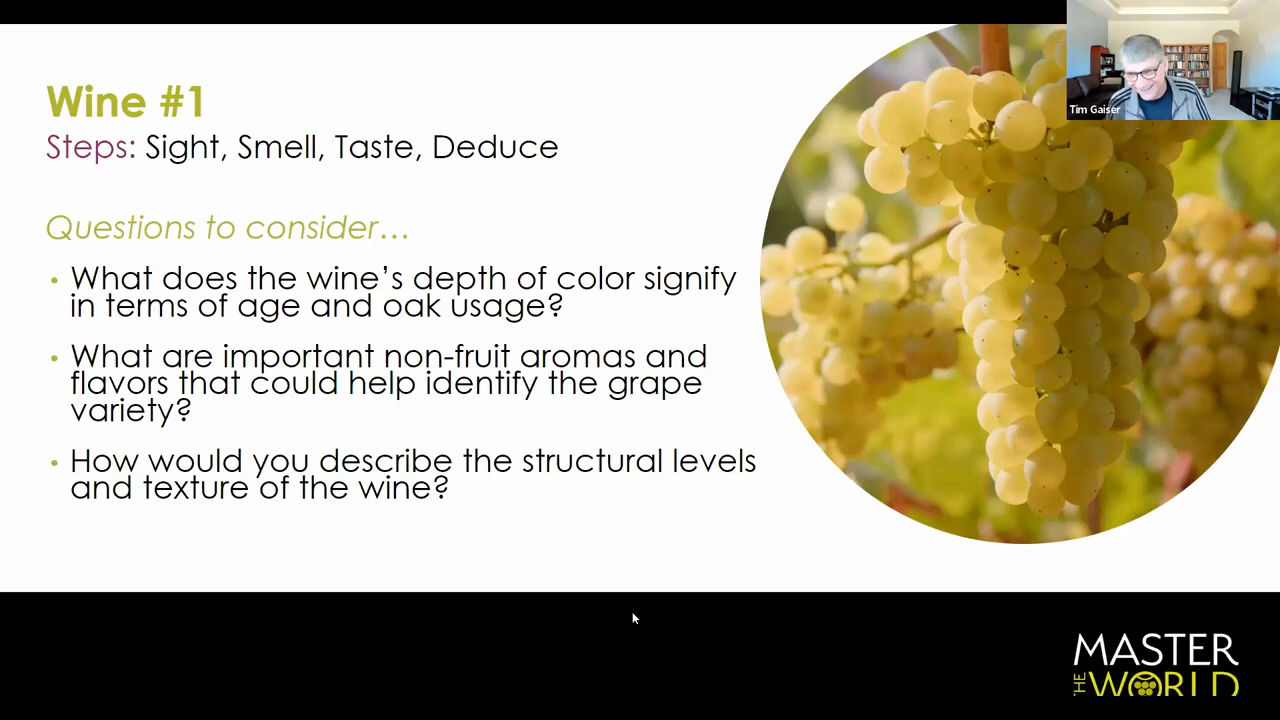 Wine #1
Steps: Sight, Smell, Taste, Deduce
Questions to consider…
• What does the wine’s depth of color signify
in terms of age and oak usage?
• What are important non-fruit aromas and
flavors that could help identify the grape
variety?
• How would you describe the structural levels
and texture of the wine?
Tim Gaiser
MASTER
THE WORLD